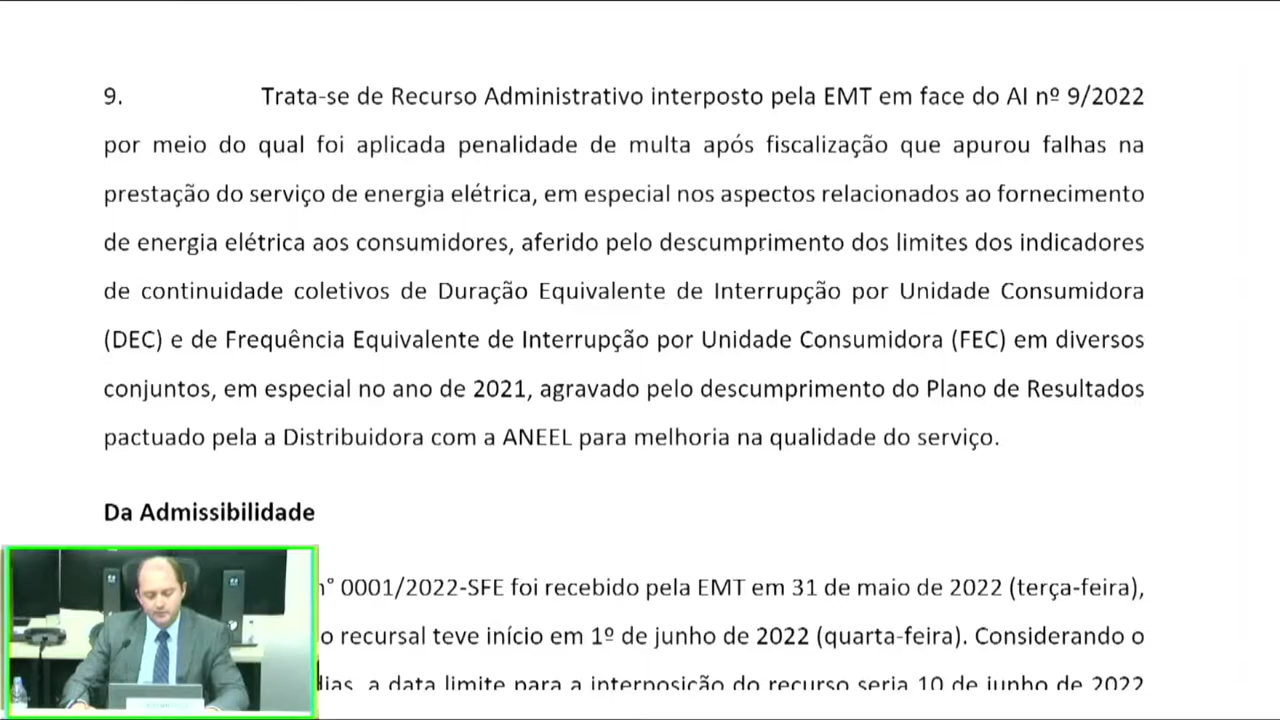 9. Trata-se de Recurso Administrativo interposto pela EMT em face do AI nº 9/2022
por meio do qual foi aplicada penalidade de multa após fiscalização que apurou falhas na
prestação do serviço de energia elétrica, em especial nos aspectos relacionados ao fornecimento
de energia elétrica aos consumidores, aferido pelo descumprimento dos limites dos indicadores
de continuidade coletivos de Duração Equivalente de Interrupção por Unidade Consumidora
(DEC) e de Frequência Equivalente de Interrupção por Unidade Consumidora (FEC) em diversos
conjuntos, em especial no ano de 2021, agravado pelo descumprimento do Plano de Resultados
pactuado pela a Distribuidora com a ANEEL para melhoria na qualidade do serviço.
Da Admissibilidade
n° 0001/2022-SFE foi recebido pela EMT em 31 de maio de 2022 (terça-feira),
o recursal teve início em 1º de junho de 2022 (quarta-feira). Considerando o
dias, a data limite para a interposição do recurso seria 10 de junho de 2022